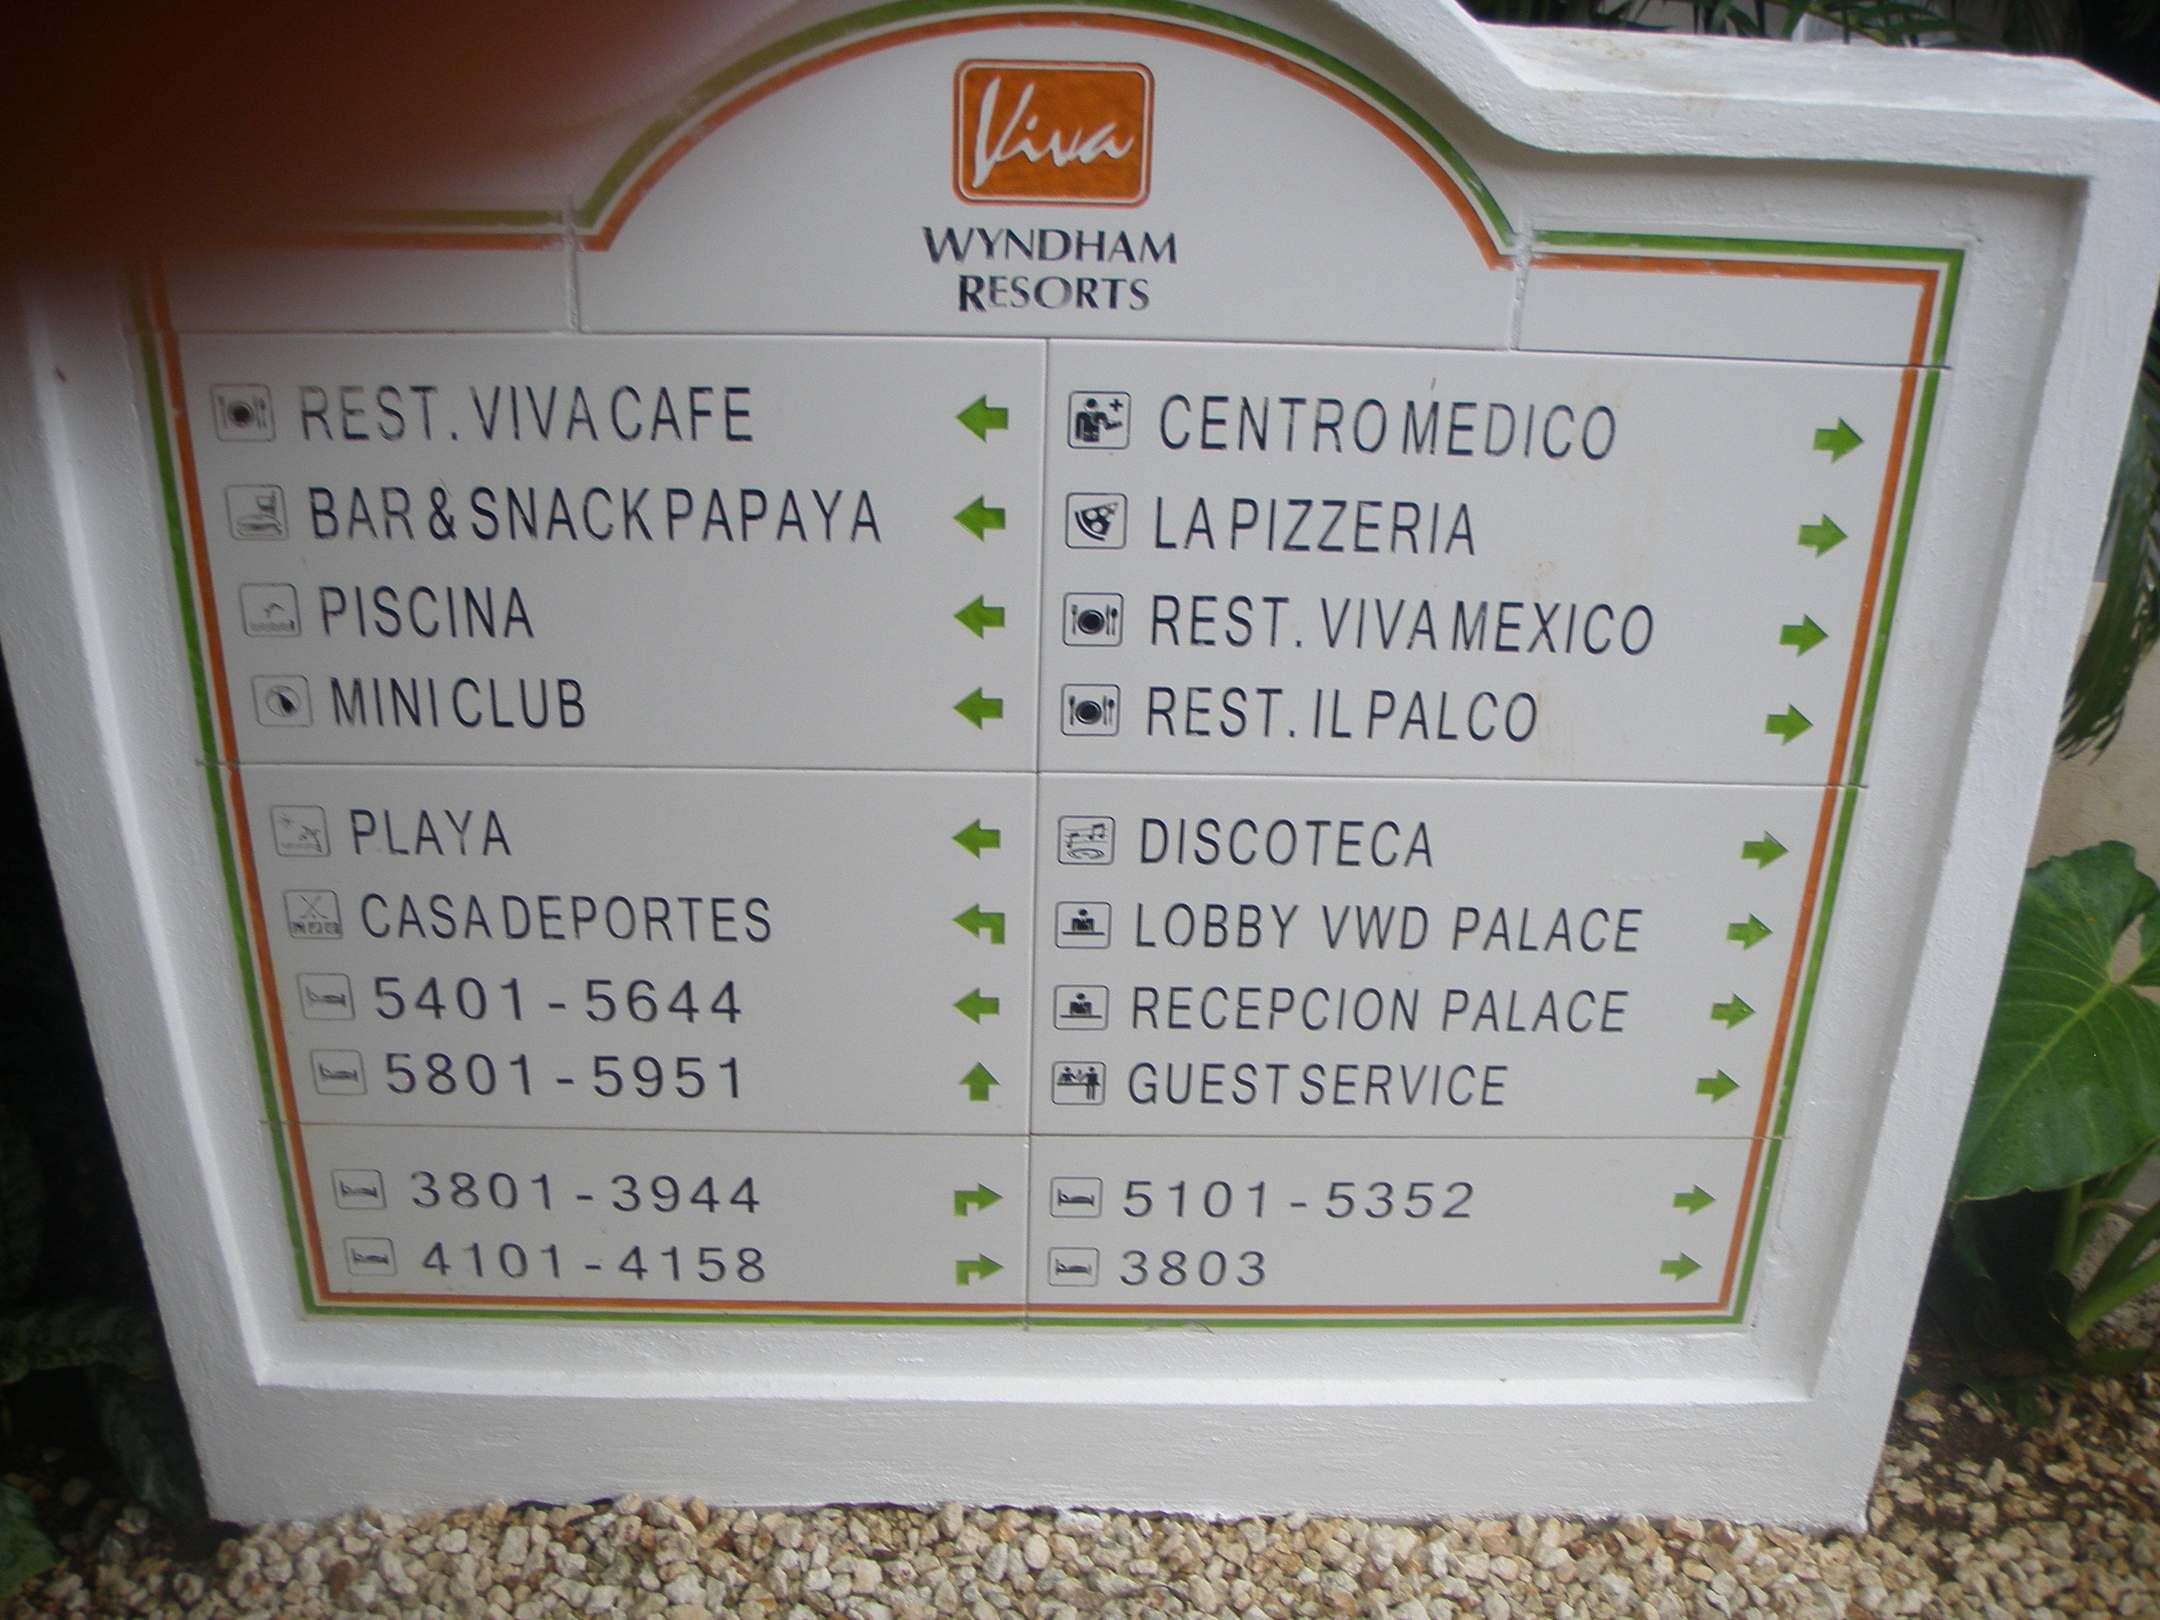 Viva
WYNDHAM
RESORTS
REST. VIVA CAFE
BAR & SNACK PAPAYA
PISCINA
MINI CLUB
PLAYA
CASA DEPORTES
5401 - 5644
5801 - 5951
3801 - 3944
4101 - 4158
CENTRO MEDICO
LA PIZZERIA
REST. VIVA MEXICO
REST. IL PALCO
DISCOTECA
LOBBY VWD PALACE
RECEPCION PALACE
GUEST SERVICE
5101 - 5352
3803